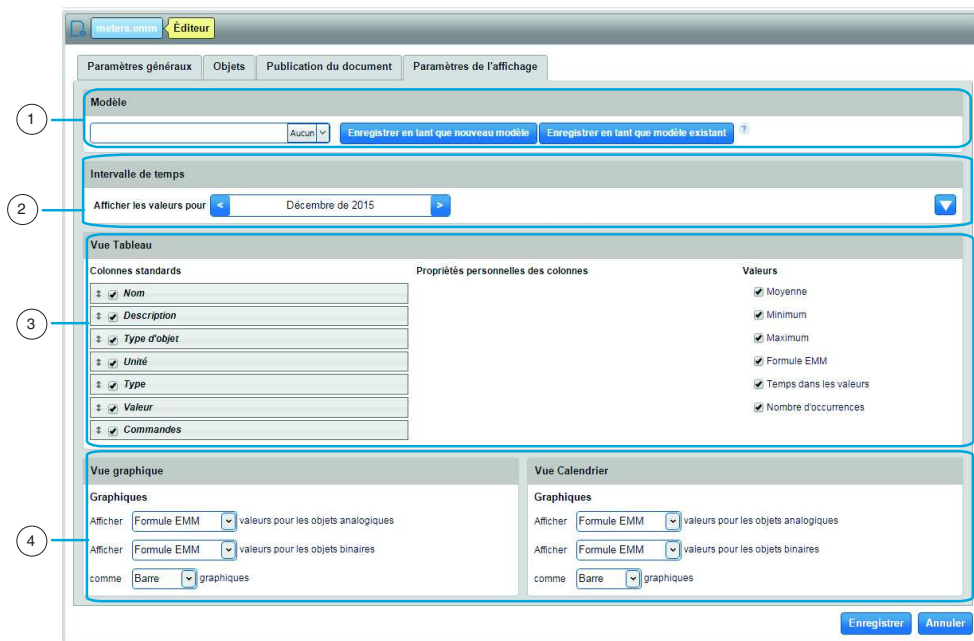 meters.emm Éditeur
Paramètres généraux Objets Publication du document Paramètres de l'affichage
1
Modèle
Aucun Enregistrer en tant que nouveau modèle Enregistrer en tant que modèle existant ?
2
Intervalle de temps
Afficher les valeurs pour < Décembre de 2015 >
3
Vue Tableau
Colonnes standards Propriétés personnelles des colonnes Valeurs
Nom Moyenne
Description Minimum
Type d'objet Maximum
Unité Formule EMM
Type Temps dans les valeurs
Valeur Nombre d'occurrences
Commandes
4
Vue graphique Vue Calendrier
Graphiques Graphiques
Afficher Formule EMM valeurs pour les objets analogiques Afficher Formule EMM valeurs pour les objets analogiques
Afficher Formule EMM valeurs pour les objets binaires Afficher Formule EMM valeurs pour les objets binaires
comme Barre graphiques comme Barre graphiques
Enregistrer Annuler